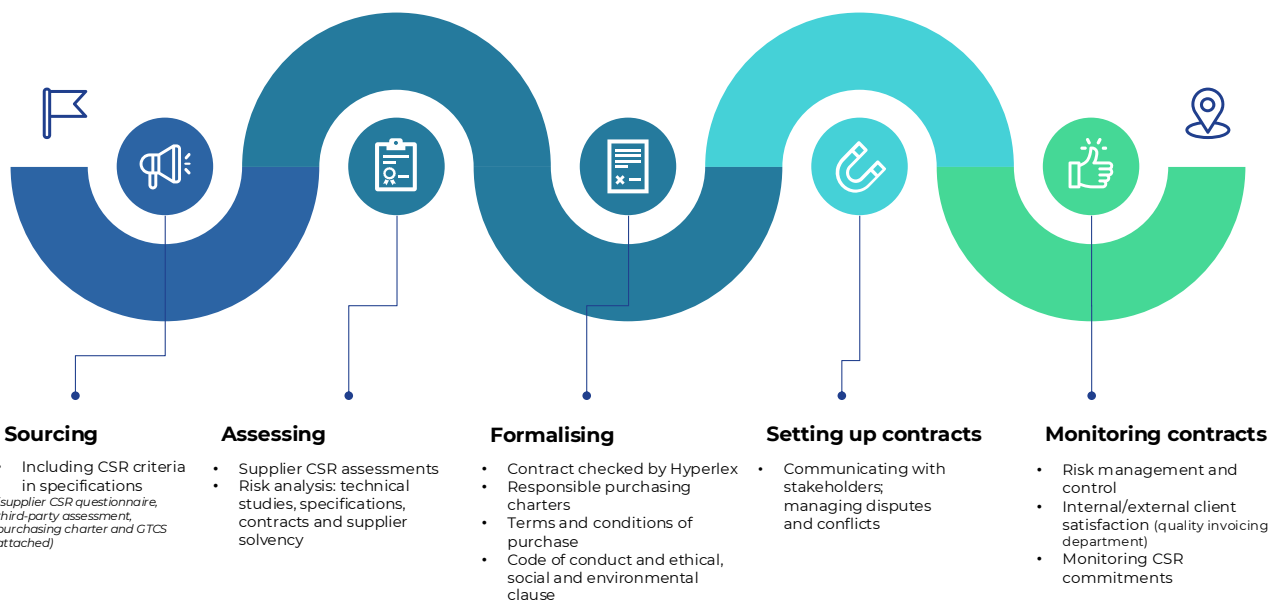 Sourcing
• Including CSR criteria
in specifications
supplier CSR questionnaire,
third-party assessment,
purchasing charter and GTCS
attached)
Assessing
• Supplier CSR assessments
• Risk analysis: technical
studies, specifications,
contracts and supplier
solvency
Formalising
• Contract checked by Hyperlex
• Responsible purchasing
charters
• Terms and conditions of
purchase
• Code of conduct and ethical,
social and environmental
clause
Setting up contracts
• Communicating with
stakeholders;
managing disputes
and conflicts
Monitoring contracts
• Risk management and
control
• Internal/external client
satisfaction (quality invoicing
department)
• Monitoring CSR
commitments